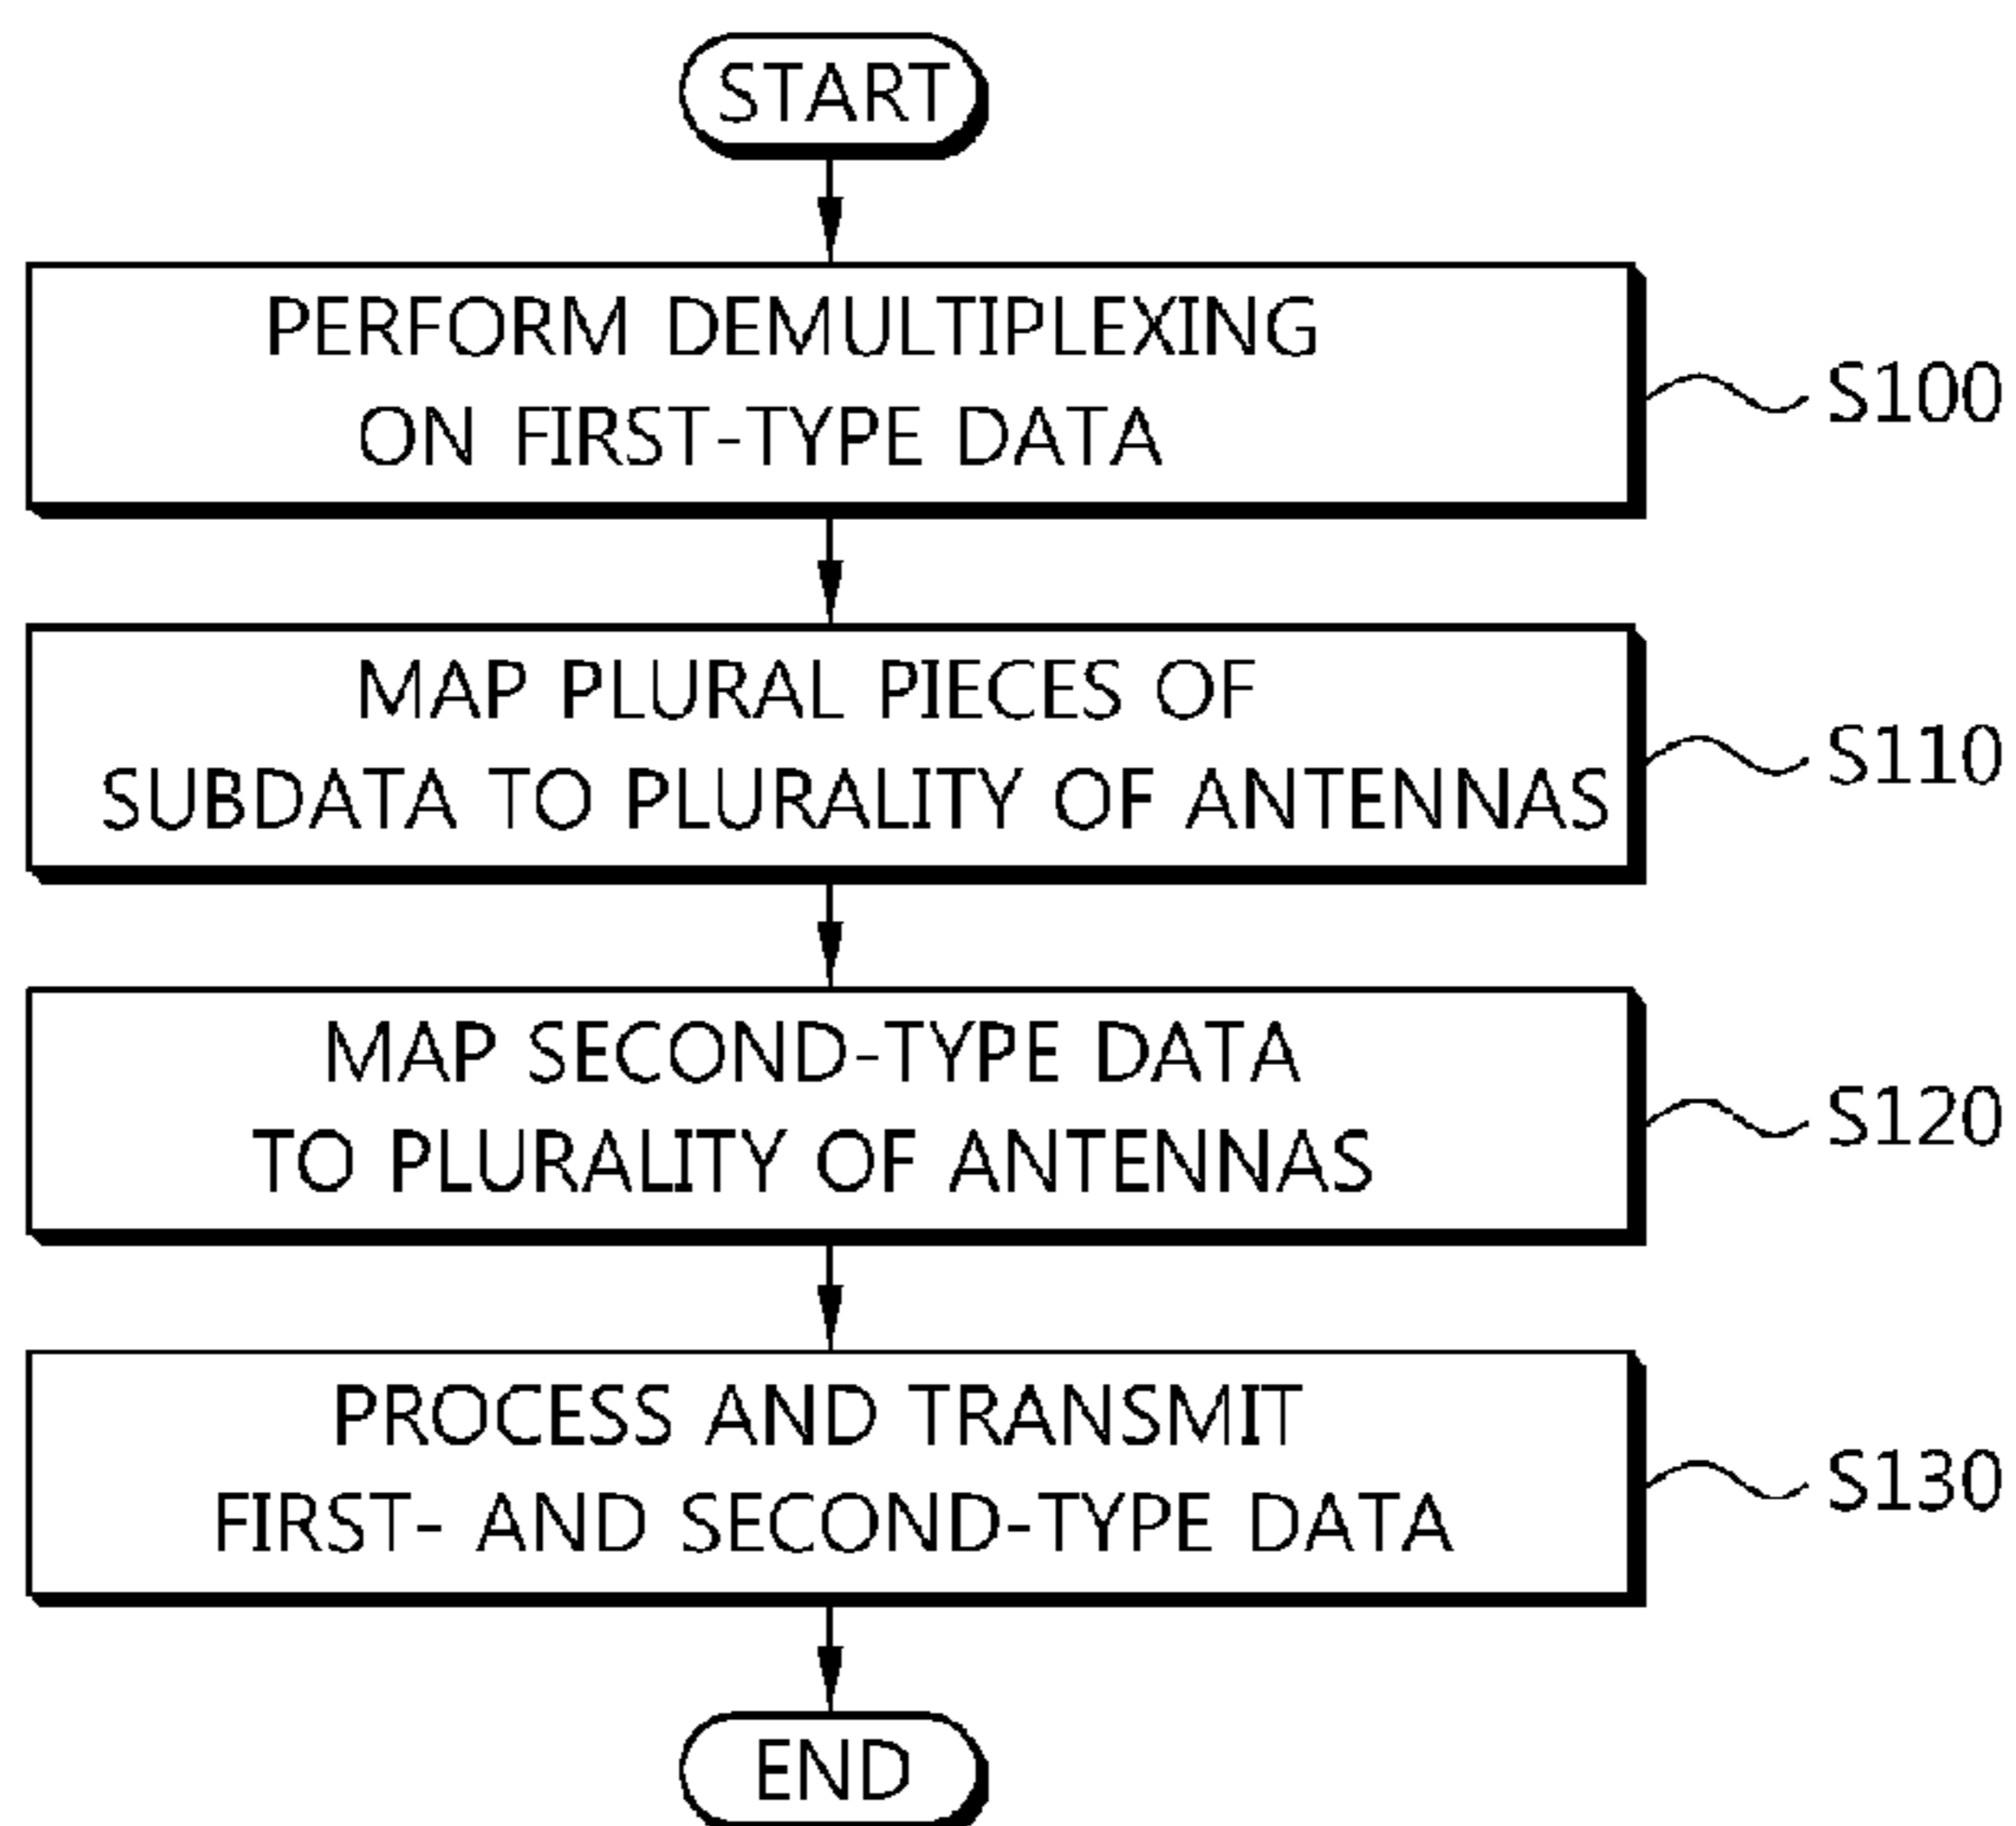 START
PERFORM DEMULTIPLEXING
ON FIRST-TYPE DATA
S100
MAP PLURAL PIECES OF
SUBDATA TO PLURALITY OF ANTENNAS
S110
MAP SECOND-TYPE DATA
TO PLURALITY OF ANTENNAS
S120
PROCESS AND TRANSMIT
FIRST- AND SECOND-TYPE DATA
S130
END